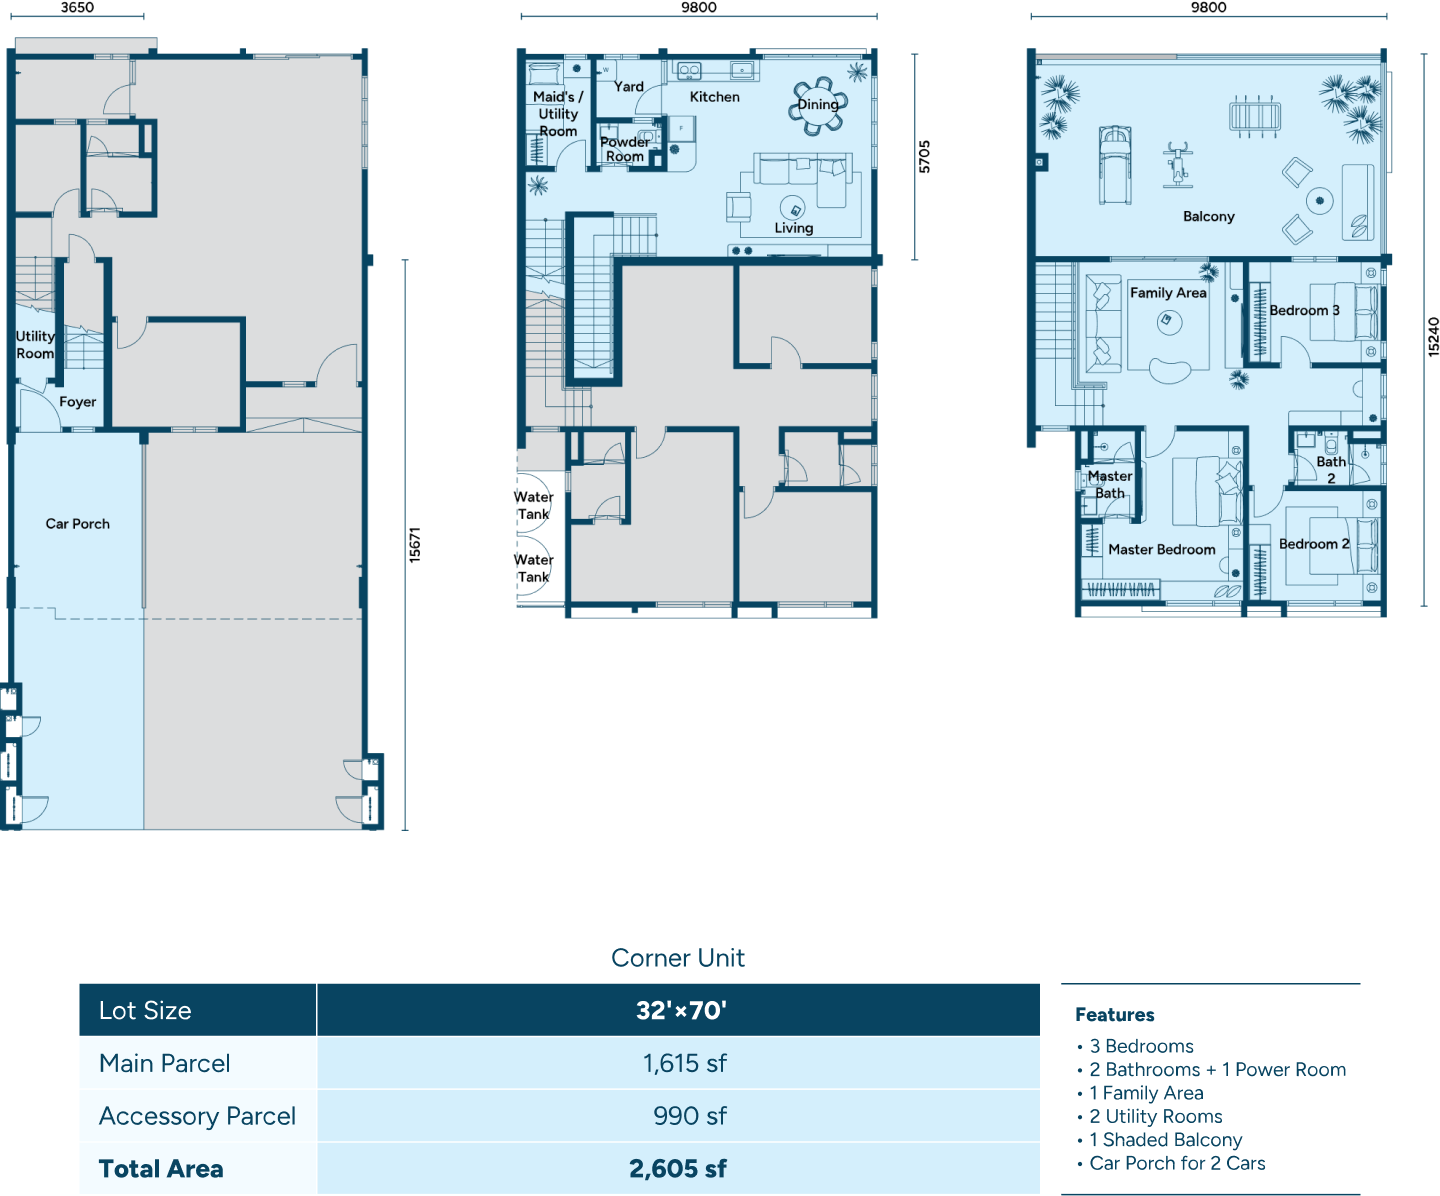 3650
9800
9800
Maid's /
Utility
Room
W
Yard
Kitchen
Dining
Powder
Room
F
Living
5705
Balcony
Family Area
Bedroom 3
15240
Utility
Room
Foyer
Car Porch
15671
Water
Tank
Water
Tank
Master
Bath
Bath
2
Master Bedroom
Bedroom 2
Corner Unit
Lot Size
32'×70'
Main Parcel
1,615 sf
Accessory Parcel
990 sf
Total Area
2,605 sf
Features
• 3 Bedrooms
• 2 Bathrooms + 1 Power Room
• 1 Family Area
• 2 Utility Rooms
• 1 Shaded Balcony
• Car Porch for 2 Cars